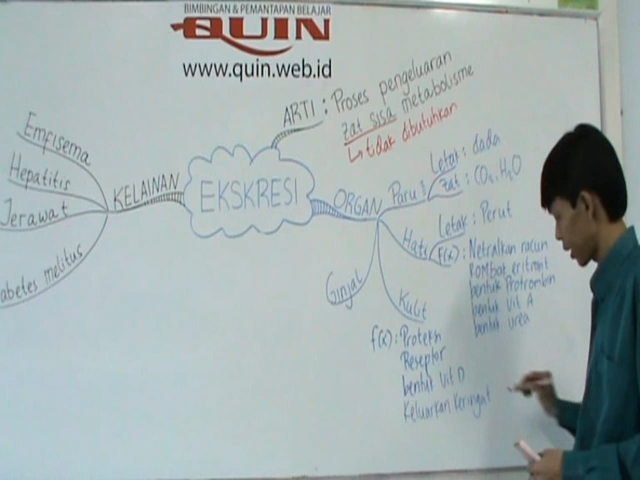 BIMBINGAN & PEMANTAPAN BELAJAR
QUIN
www.quin.web.id
ARTI : Proses pengeluaran
zat sisa metabolisme
↳ tidak dibutuhkan
EKSKRESI
KELAINAN
Emfisema
Hepatitis
Jerawat
abetes melitus
ORGAN
Paru²
Letak : dada
Zat : CO₂, H₂O
Hati
Letak : Perut
f(x) : Netralkan racun
ROMbak eritrosit
bentuk Protrombin
bentuk Vit A
bentuk Urea
Kulit
f(x) : Proteksi
Reseptor
bentuk Vit D
Keluarkan Keringat
Ginjal